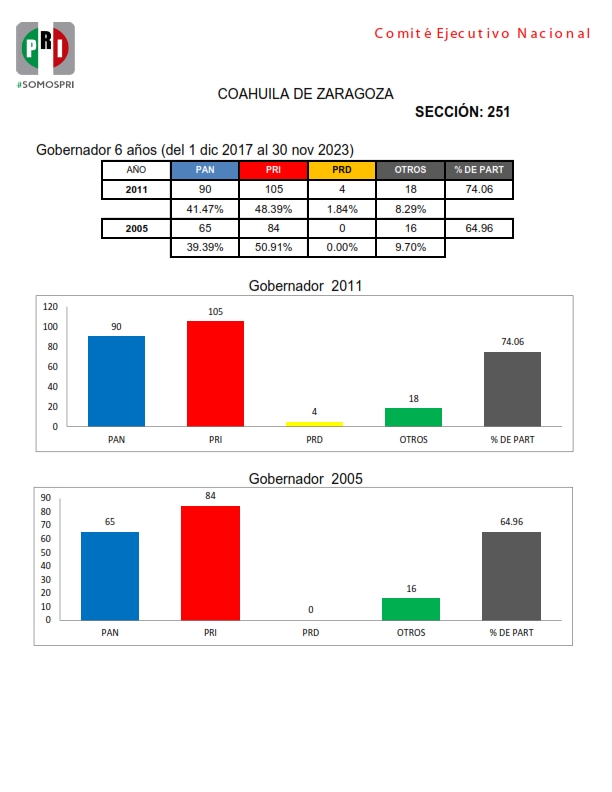 Comité Ejecutivo Nacional
PRI
#SOMOSPRI
COAHUILA DE ZARAGOZA
SECCIÓN: 251
Gobernador 6 años (del 1 dic 2017 al 30 nov 2023)
AÑO PAN PRI PRD OTROS % DE PART
2011 90 105 4 18 74.06
41.47% 48.39% 1.84% 8.29%
2005 65 84 0 16 64.96
39.39% 50.91% 0.00% 9.70%
Gobernador 2011
120
100
80
60
40
20
0
90
105
4
18
74.06
PAN PRI PRD OTROS % DE PART
Gobernador 2005
90
80
70
60
50
40
30
20
10
0
65
84
0
16
64.96
PAN PRI PRD OTROS % DE PART